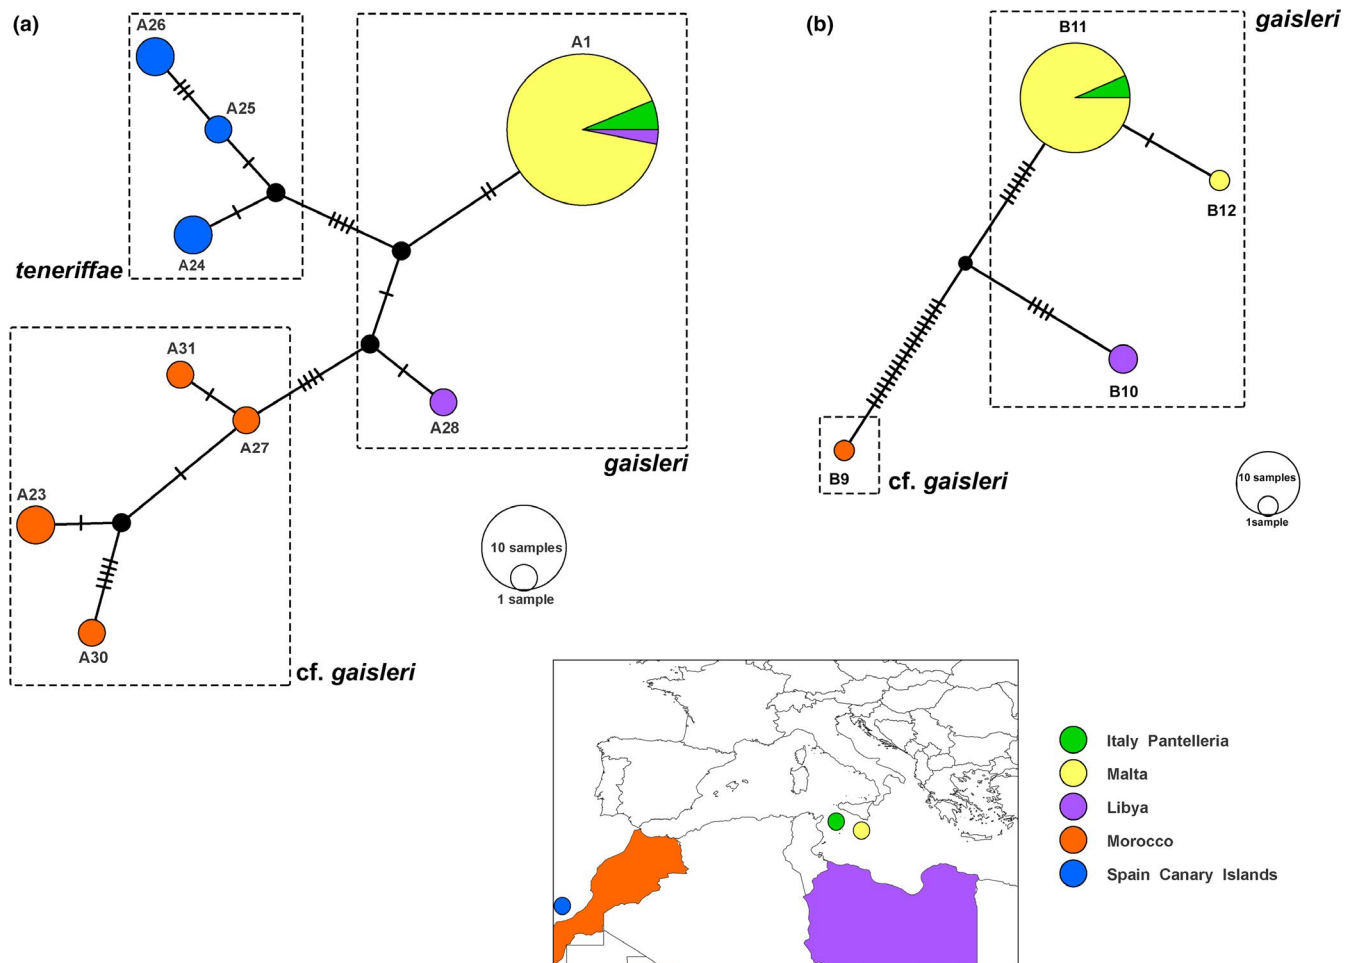 (a)
A26
A25
A24
teneriffae
A1
A28
gaisleri
A31
A27
A23
A30
cf. gaisleri
10 samples
1 sample
(b)
gaisleri
B11
B12
B10
B9
cf. gaisleri
10 samples
1sample
Italy Pantelleria
Malta
Libya
Morocco
Spain Canary Islands